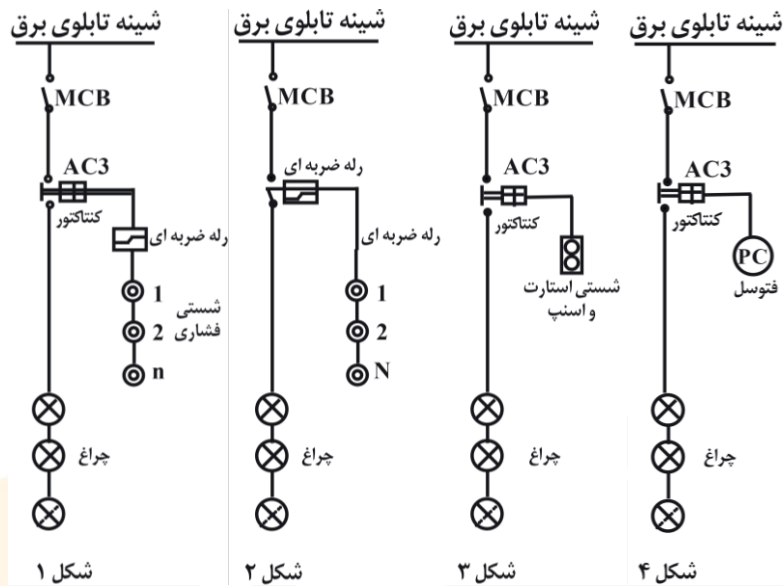 شینه تابلوی برق
MCB
AC3
کنتاکتور
رله ضربه ای
1
شستی
فشاری
2
n
چراغ
شکل ۱
شینه تابلوی برق
MCB
رله ضربه ای
رله ضربه ای
1
2
N
شکل ۲
شینه تابلوی برق
MCB
AC3
کنتاکتور
شستی استارت
و اسنپ
چراغ
شکل ۳
شینه تابلوی برق
MCB
AC3
کنتاکتور
PC
فتوسل
چراغ
شکل ۴